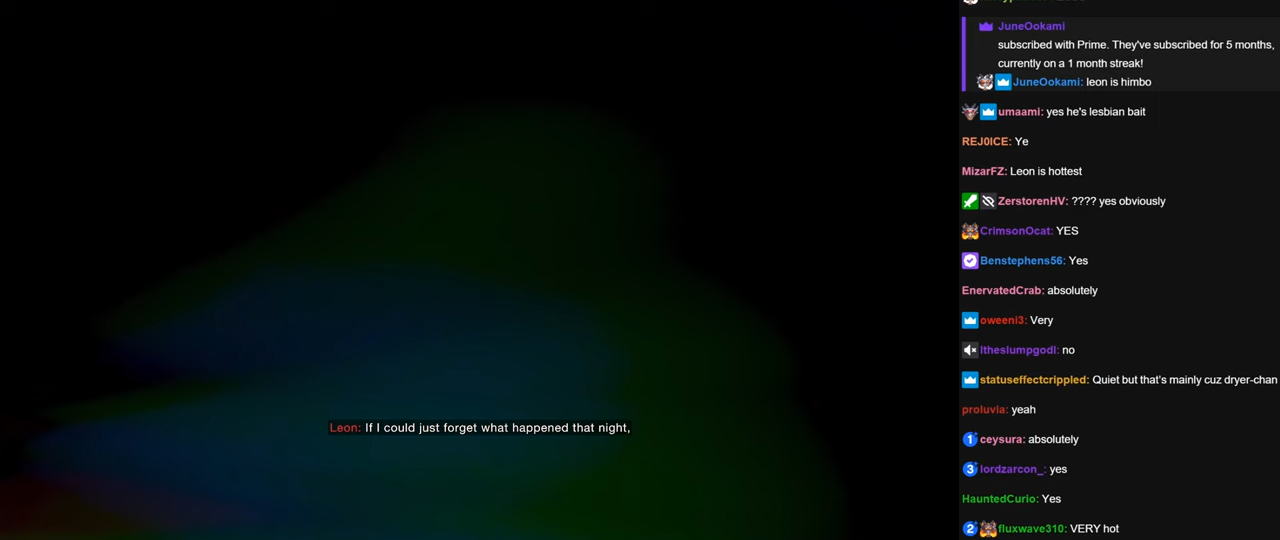 Leon: If I could just forget what happened that night,
JuneOokami
subscribed with Prime. They've subscribed for 5 months,
currently on a 1 month streak!
JuneOokami: leon is himbo
umaami: yes he's lesbian bait
REJ0ICE: Ye
MizarFZ: Leon is hottest
ZerstorenHV: ???? yes obviously
CrimsonOcat: YES
Benstephens56: Yes
EnervatedCrab: absolutely
oweeni3: Very
ltheslumpgodl: no
statuseffectcrippled: Quiet but that's mainly cuz dryer-chan
proluvia: yeah
1 ceysura: absolutely
3 lordzarcon_: yes
HauntedCurio: Yes
2 fluxwave310: VERY hot